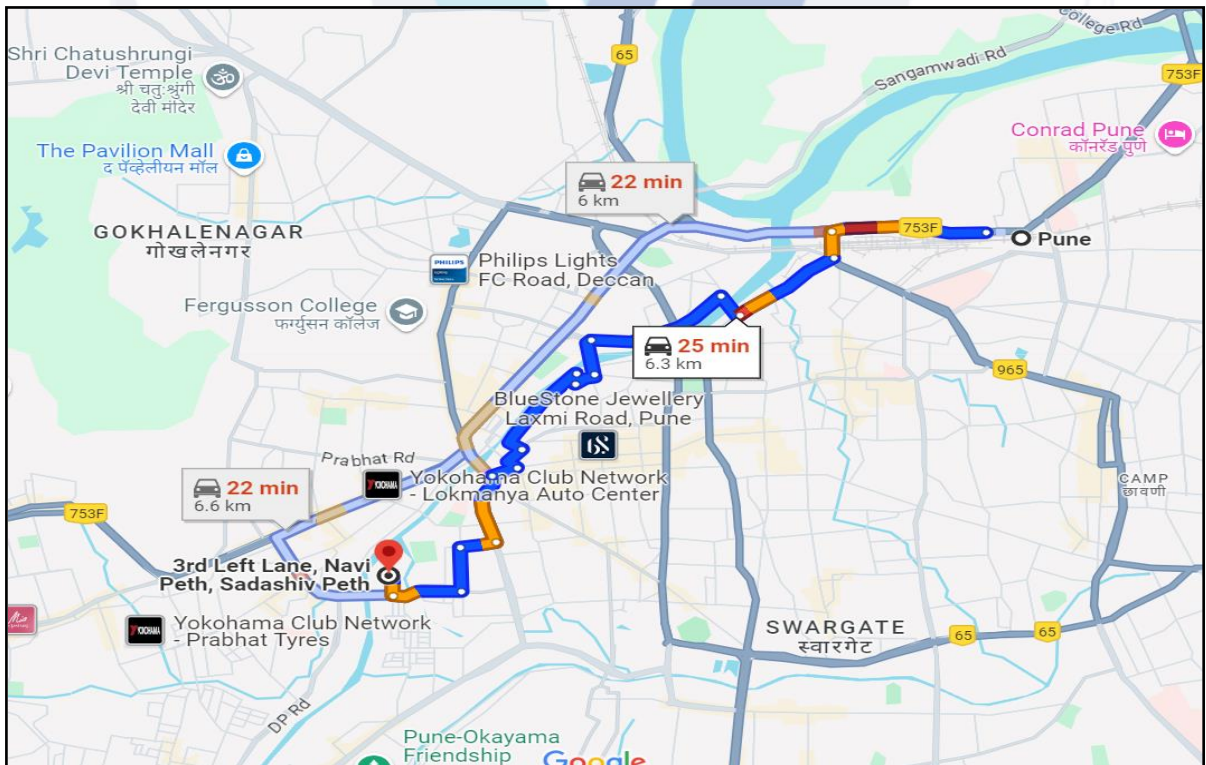 College Rd
Shri Chatushrungi
Devi Temple
श्री चतुःश्रृंगी
देवी मंदिर
65
Sangamwadi Rd
753F
The Pavilion Mall
द पॅव्हेलीयन मॉल
Conrad Pune
कॉनरॅड पुणे
22 min
6 km
GOKHALENAGAR
गोखलेनगर
753F
Pune
PHILIPS
Philips Lights
FC Road, Deccan
Fergusson College
फर्ग्युसन कॉलेज
25 min
6.3 km
965
BlueStone Jewellery
Laxmi Road, Pune
Prabhat Rd
YOKOHAMA
Yokohama Club Network
- Lokmanya Auto Center
CAMP
छावणी
22 min
6.6 km
753F
3rd Left Lane, Navi
Peth, Sadashiv Peth
YOKOHAMA
Yokohama Club Network
- Prabhat Tyres
SWARGATE
स्वारगेट
65
65
DP Rd
Pune-Okayama
Friendship
Google